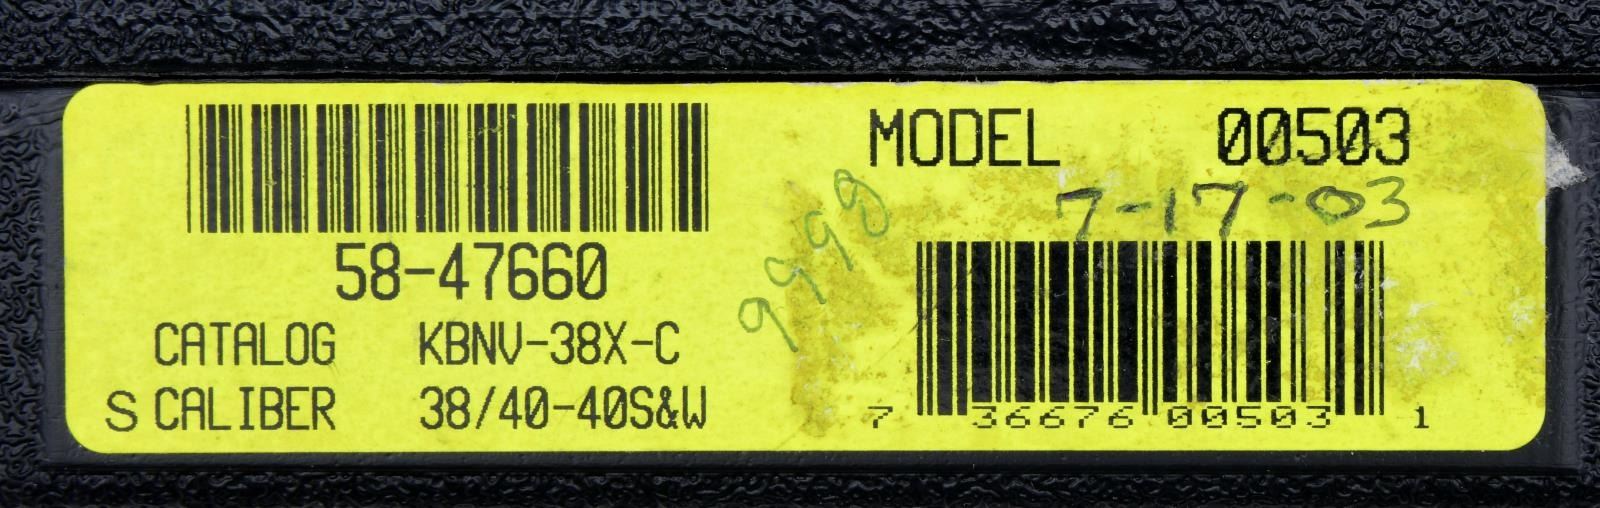 58-47660
CATALOG KBNV-38X-C
S CALIBER 38/40-40S&W
9998
MODEL 00503
7-17-03
7 36676 00503 1